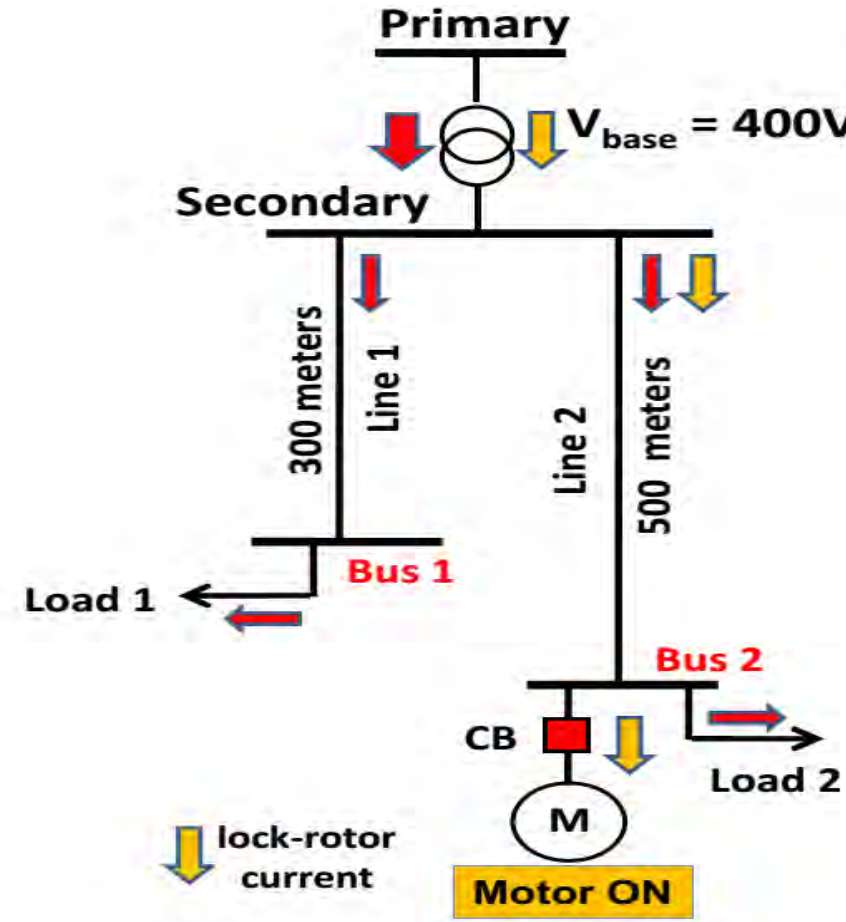 Primary
V_base = 400V
Secondary
300 meters
Line 1
Line 2
500 meters
Bus 1
Load 1
Bus 2
CB
Load 2
M
lock-rotor
current
Motor ON